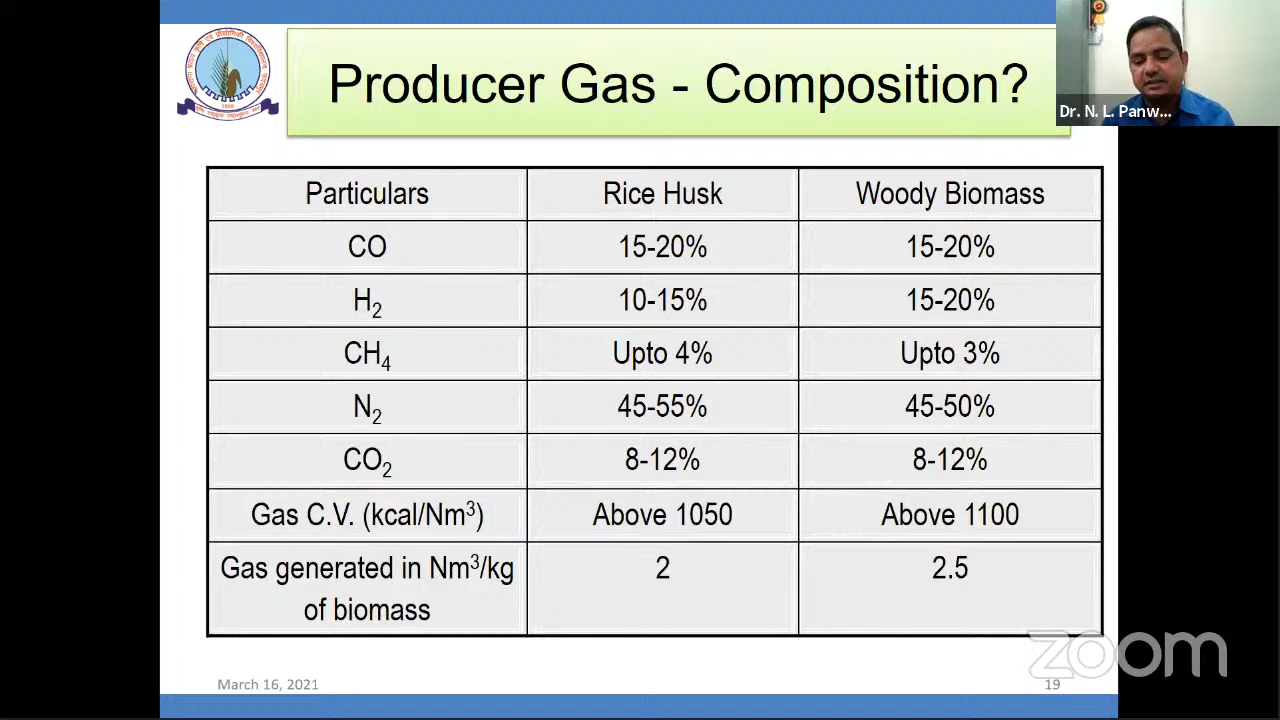 Producer Gas - Composition?
Dr. N. L. Panw...
Particulars Rice Husk Woody Biomass
CO 15-20% 15-20%
H2 10-15% 15-20%
CH4 Upto 4% Upto 3%
N2 45-55% 45-50%
CO2 8-12% 8-12%
Gas C.V. (kcal/Nm3) Above 1050 Above 1100
Gas generated in Nm3/kg 2 2.5
of biomass
zoom
March 16, 2021 19